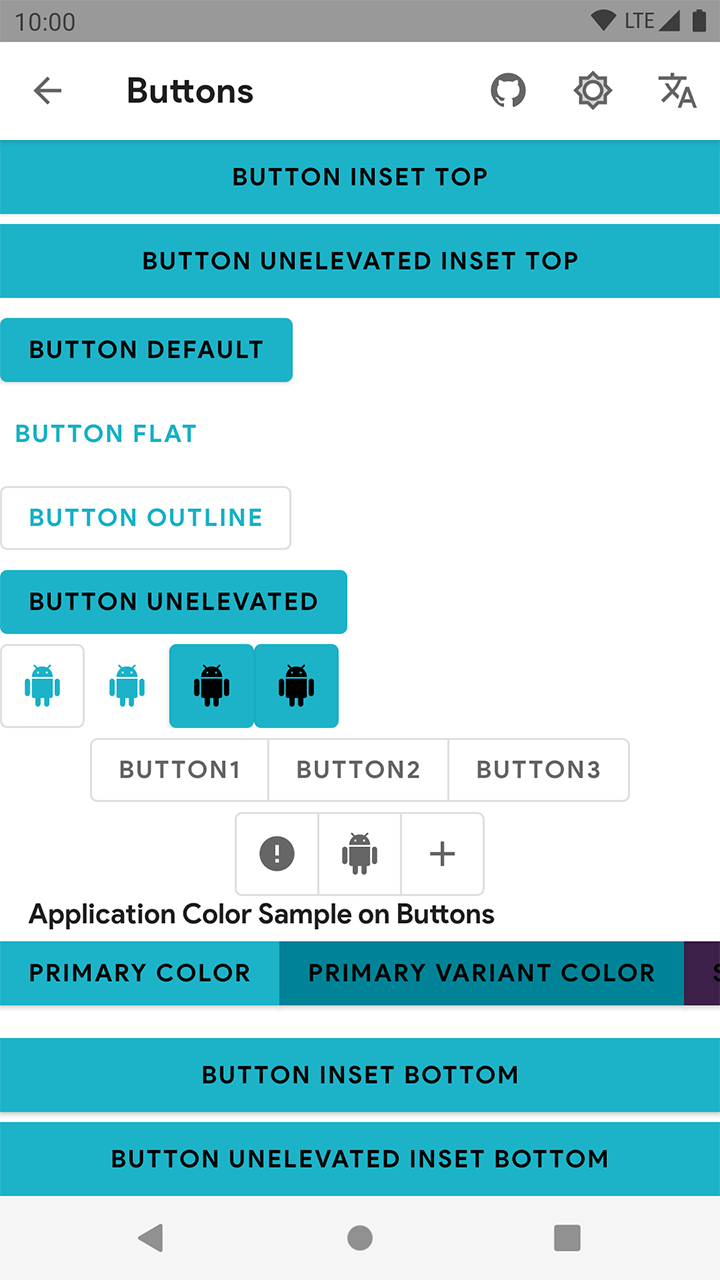 10:00 LTE
Buttons
BUTTON INSET TOP
BUTTON UNELEVATED INSET TOP
BUTTON DEFAULT
BUTTON FLAT
BUTTON OUTLINE
BUTTON UNELEVATED
BUTTON1 BUTTON2 BUTTON3
Application Color Sample on Buttons
PRIMARY COLOR PRIMARY VARIANT COLOR
BUTTON INSET BOTTOM
BUTTON UNELEVATED INSET BOTTOM